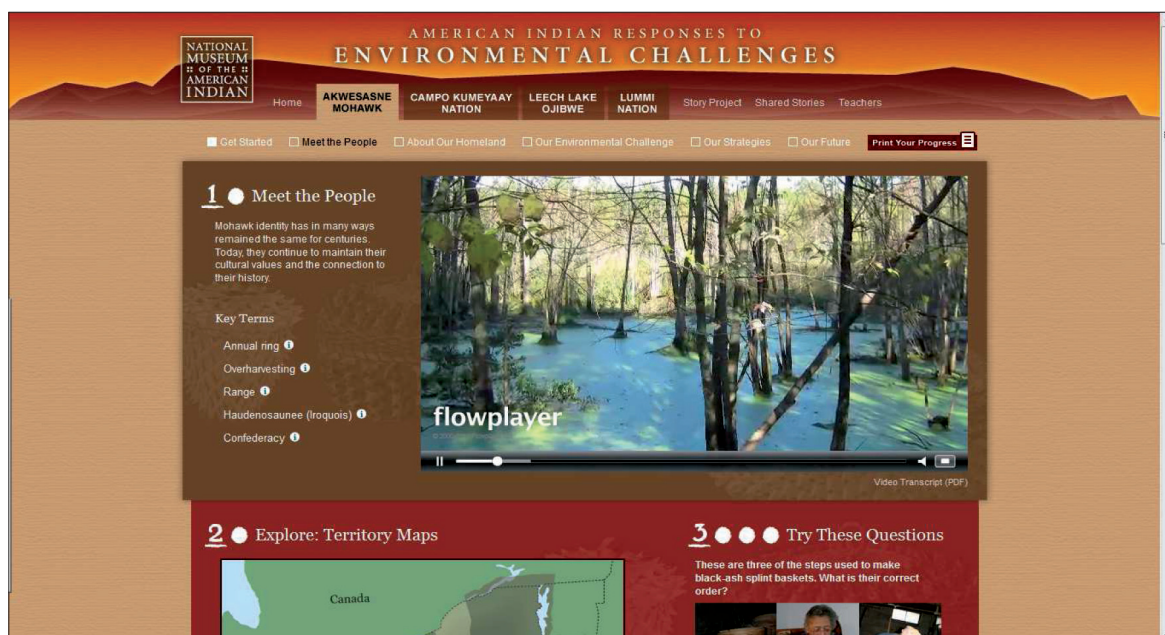 NATIONAL
MUSEUM
OF THE
AMERICAN
INDIAN
AMERICAN INDIAN RESPONSES TO
ENVIRONMENTAL CHALLENGES
Home
AKWESASNE
MOHAWK
CAMPO KUMEYAAY
NATION
LEECH LAKE
OJIBWE
LUMMI
NATION
Story Project
Shared Stories
Teachers
Get Started
Meet the People
About Our Homeland
Our Environmental Challenge
Our Strategies
Our Future
Print Your Progress
1 Meet the People
Mohawk identity has in many ways
remained the same for centuries.
Today, they continue to maintain their
cultural values and the connection to
their history.
Key Terms
Annual ring
Overharvesting
Range
Haudenosaunee (Iroquois)
Confederacy
flowplayer
Video Transcript (PDF)
2 Explore: Territory Maps
Canada
3 Try These Questions
These are three of the steps used to make
black-ash splint baskets. What is their correct
order?